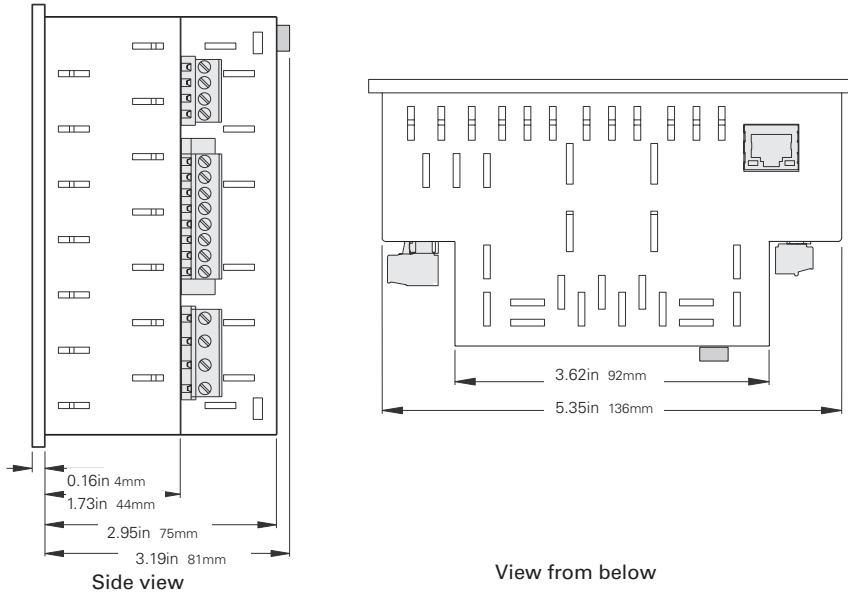 0.16in 4mm
1.73in 44mm
2.95in 75mm
3.19in 81mm
Side view
3.62in 92mm
5.35in 136mm
View from below